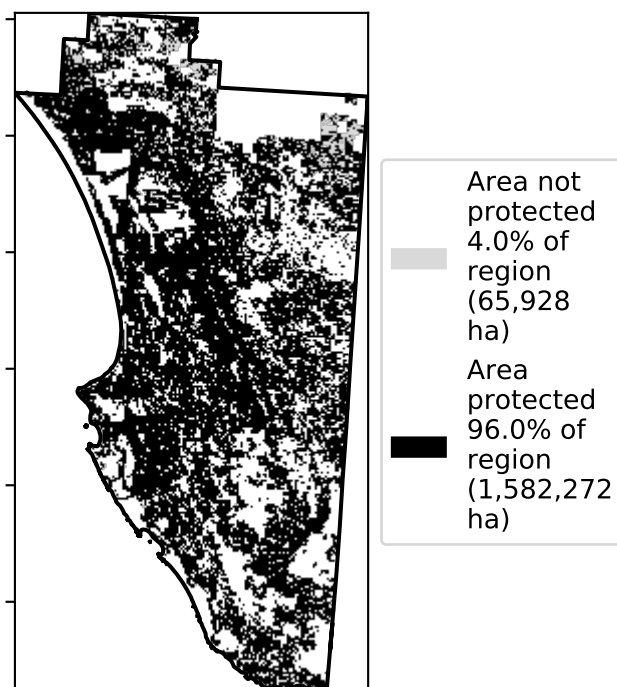 Area not
protected
4.0% of
region
(65,928
ha)
Area
protected
96.0% of
region
(1,582,272
ha)